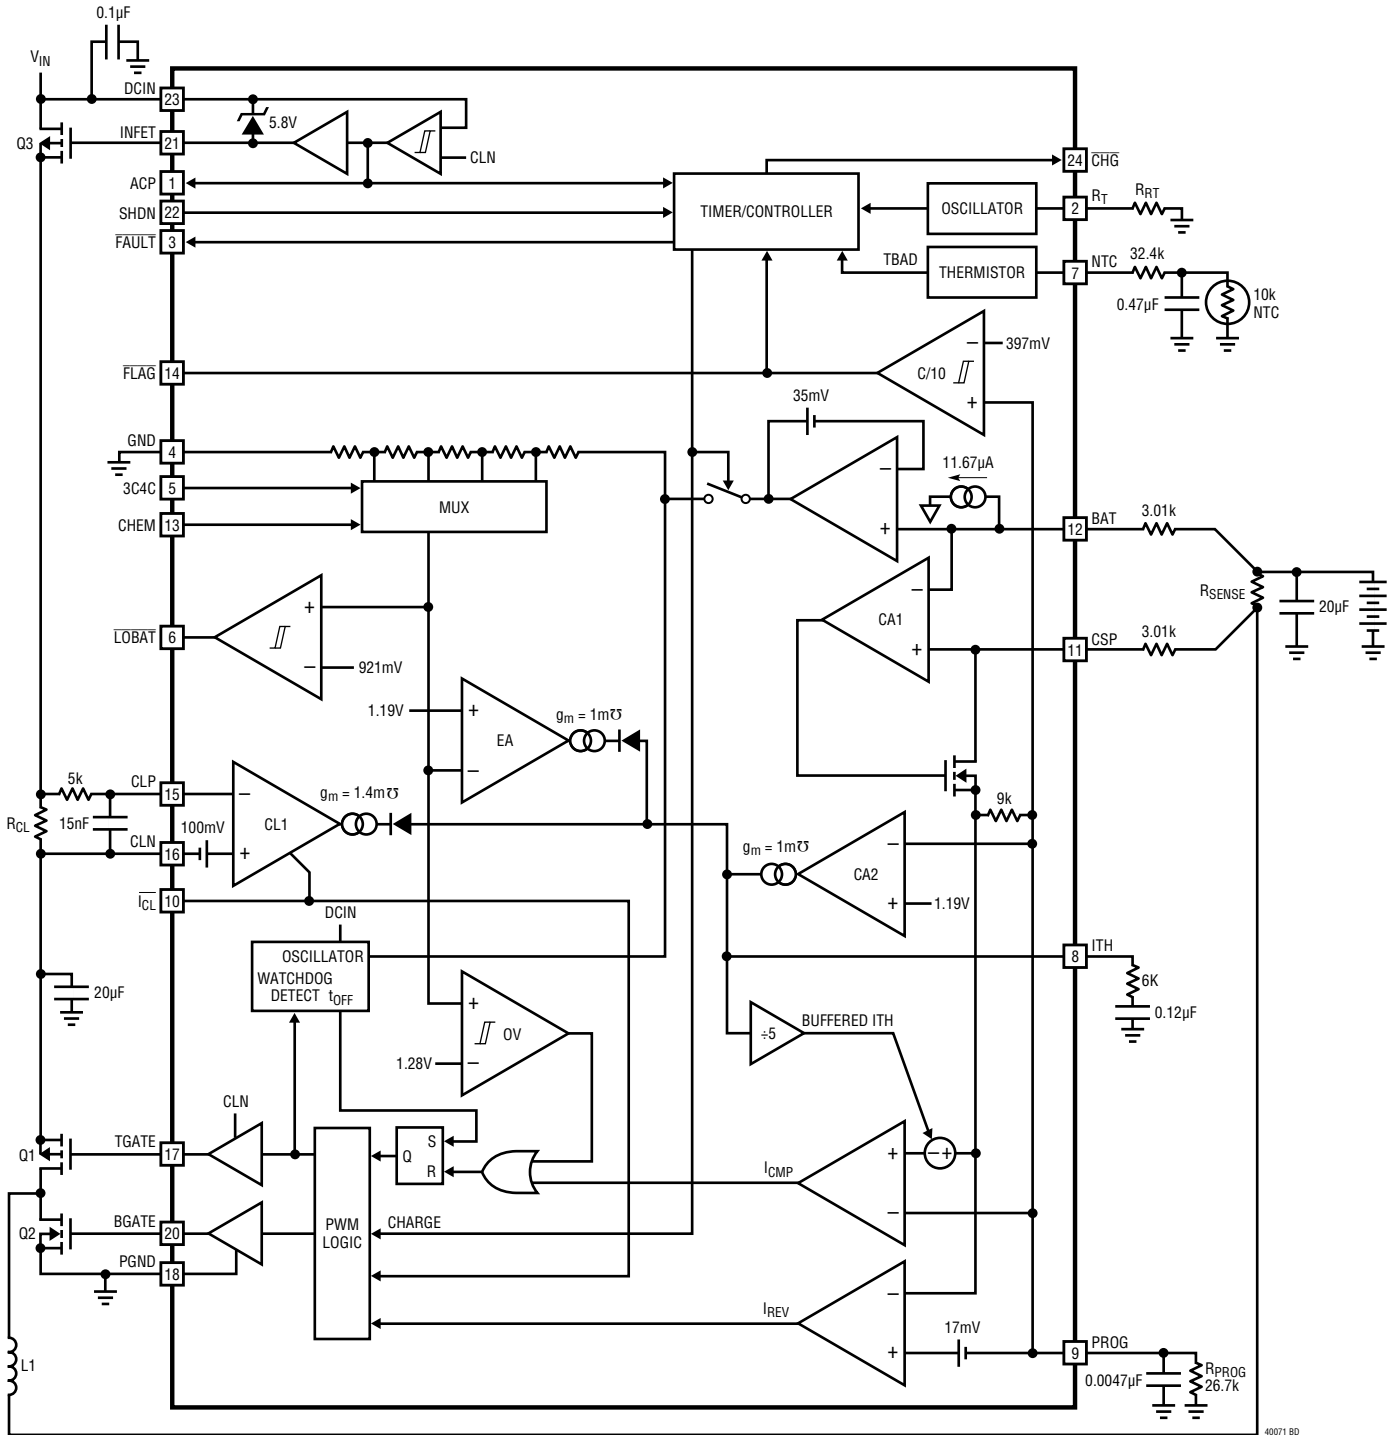 0.1µF
VIN
DCIN
23
5.8V
INFET
21
Q3
CLN
ACP
1
SHDN
22
FAULT
3
TIMER/CONTROLLER
24
CHG
OSCILLATOR
2
RT
RRT
TBAD
THERMISTOR
7
NTC
32.4k
0.47µF
10k
NTC
397mV
C/10
FLAG
14
35mV
GND
4
3C4C
5
CHEM
13
MUX
11.67µA
12
BAT
3.01k
CA1
RSENSE
20µF
11
CSP
3.01k
LOBAT
6
921mV
1.19V
EA
gm = 1m℧
5k
CLP
15
RCL
15nF
CLN
16
100mV
CL1
gm = 1.4m℧
9k
gm = 1m℧
CA2
1.19V
ICL
10
DCIN
OSCILLATOR
WATCHDOG
DETECT tOFF
20µF
8
ITH
6K
0.12µF
÷5
BUFFERED ITH
OV
1.28V
CLN
TGATE
17
Q1
S
Q
R
ICMP
BGATE
20
Q2
PGND
18
PWM
LOGIC
CHARGE
IREV
17mV
9
PROG
0.0047µF
RPROG
26.7k
L1
40071 BD